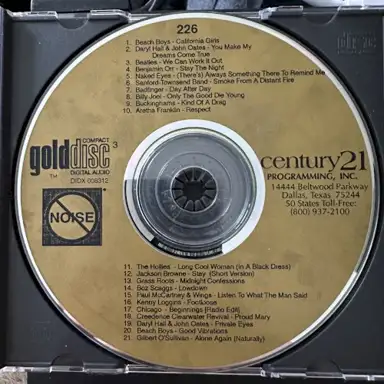 226
1. Beach Boys - California Girls
2. Daryl Hall & John Oates - You Make My
Dreams Come True
3. Beatles - We Can Work It Out
4. Benjamin Orr - Stay The Night
5. Naked Eyes - (There's) Always Something There To Remind Me
6. Sanford-Townsend Band - Smoke From A Distant Fire
7. Badfinger - Day After Day
8. Billy Joel - Only The Good Die Young
9. Buckinghams - Kind Of A Drag
10. Aretha Franklin - Respect
COMPACT
golddisc 3
TM DIGITAL AUDIO
DIDX 008312
NO NOISE
century 21
PROGRAMMING, INC.
14444 Beltwood Parkway
Dallas, Texas 75244
50 States Toll-Free:
(800) 937-2100
11. The Hollies - Long Cool Woman (In A Black Dress)
12. Jackson Browne - Stay (Short Version)
13. Grass Roots - Midnight Confessions
14. Boz Scaggs - Lowdown
15. Paul McCartney & Wings - Listen To What The Man Said
16. Kenny Loggins - Footloose
17. Chicago - Beginnings [Radio Edit]
18. Creedence Clearwater Revival - Proud Mary
19. Daryl Hall & John Oates - Private Eyes
20. Beach Boys - Good Vibrations
21. Gilbert O'Sullivan - Alone Again (Naturally)